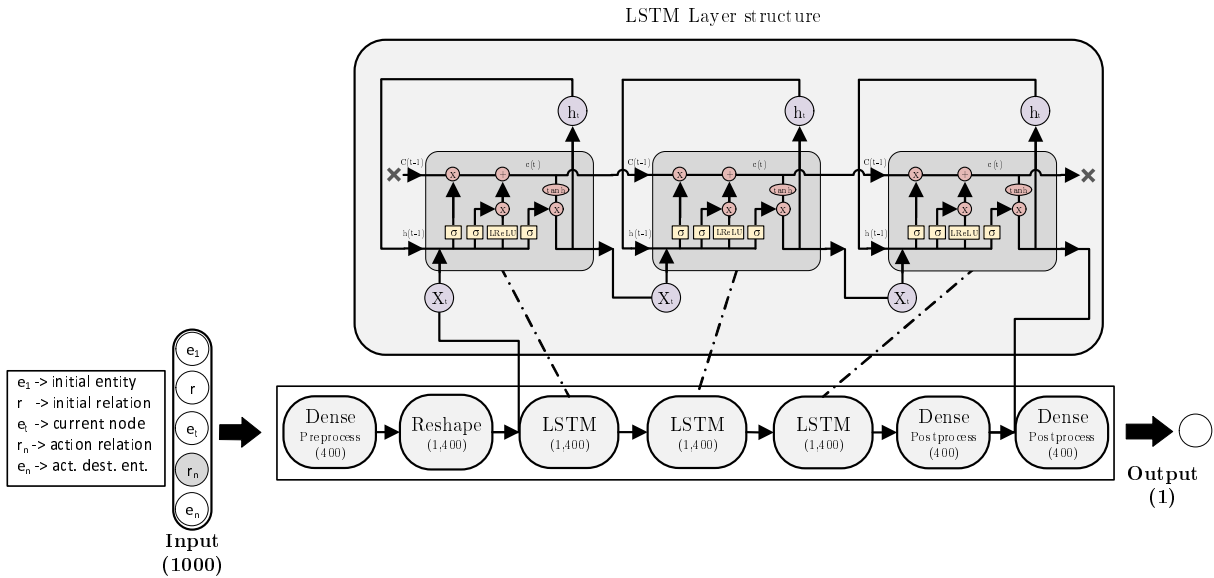 LSTM Layer structure
hₜ
hₜ
hₜ
C(t-1)
c(t)
C(t-1)
c(t)
C(t-1)
c(t)
x
+
x
+
x
+
tanh
tanh
tanh
x
x
x
x
x
x
h(t-1)
σ
σ
LReLU
σ
h(t-1)
σ
σ
LReLU
σ
h(t-1)
σ
σ
LReLU
σ
Xₜ
Xₜ
Xₜ
e₁ -> initial entity
r -> initial relation
eₜ -> current node
rₙ -> action relation
eₙ -> act. dest. ent.
e₁
r
eₜ
rₙ
eₙ
Input
(1000)
Dense
Preprocess
(400)
Reshape
(1,400)
LSTM
(1,400)
LSTM
(1,400)
LSTM
(1,400)
Dense
Postprocess
(400)
Dense
Postprocess
(400)
Output
(1)